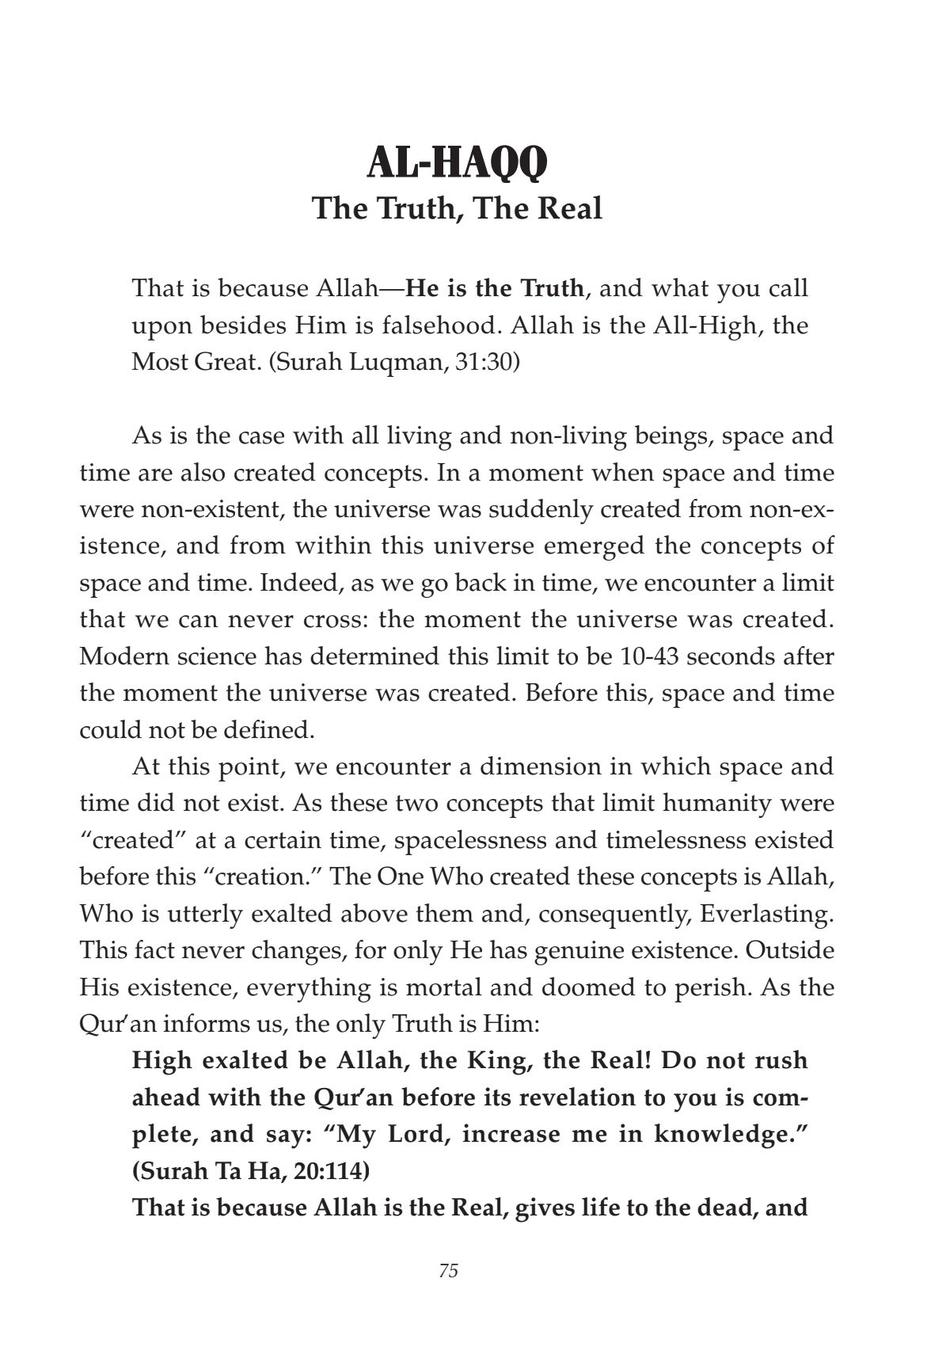 AL-HAQQ
The Truth, The Real
That is because Allah—He is the Truth, and what you call
upon besides Him is falsehood. Allah is the All-High, the
Most Great. (Surah Luqman, 31:30)
As is the case with all living and non-living beings, space and
time are also created concepts. In a moment when space and time
were non-existent, the universe was suddenly created from non-ex-
istence, and from within this universe emerged the concepts of
space and time. Indeed, as we go back in time, we encounter a limit
that we can never cross: the moment the universe was created.
Modern science has determined this limit to be 10-43 seconds after
the moment the universe was created. Before this, space and time
could not be defined.
At this point, we encounter a dimension in which space and
time did not exist. As these two concepts that limit humanity were
“created” at a certain time, spacelessness and timelessness existed
before this “creation.” The One Who created these concepts is Allah,
Who is utterly exalted above them and, consequently, Everlasting.
This fact never changes, for only He has genuine existence. Outside
His existence, everything is mortal and doomed to perish. As the
Qur’an informs us, the only Truth is Him:
High exalted be Allah, the King, the Real! Do not rush
ahead with the Qur’an before its revelation to you is com-
plete, and say: “My Lord, increase me in knowledge.”
(Surah Ta Ha, 20:114)
That is because Allah is the Real, gives life to the dead, and
75